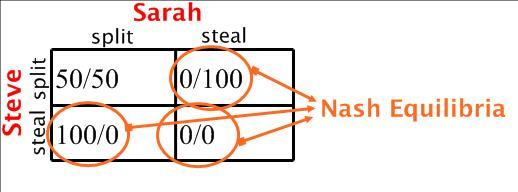 Sarah
split steal
Steve
split
50/50 0/100
Nash Equilibria
steal
100/0 0/0